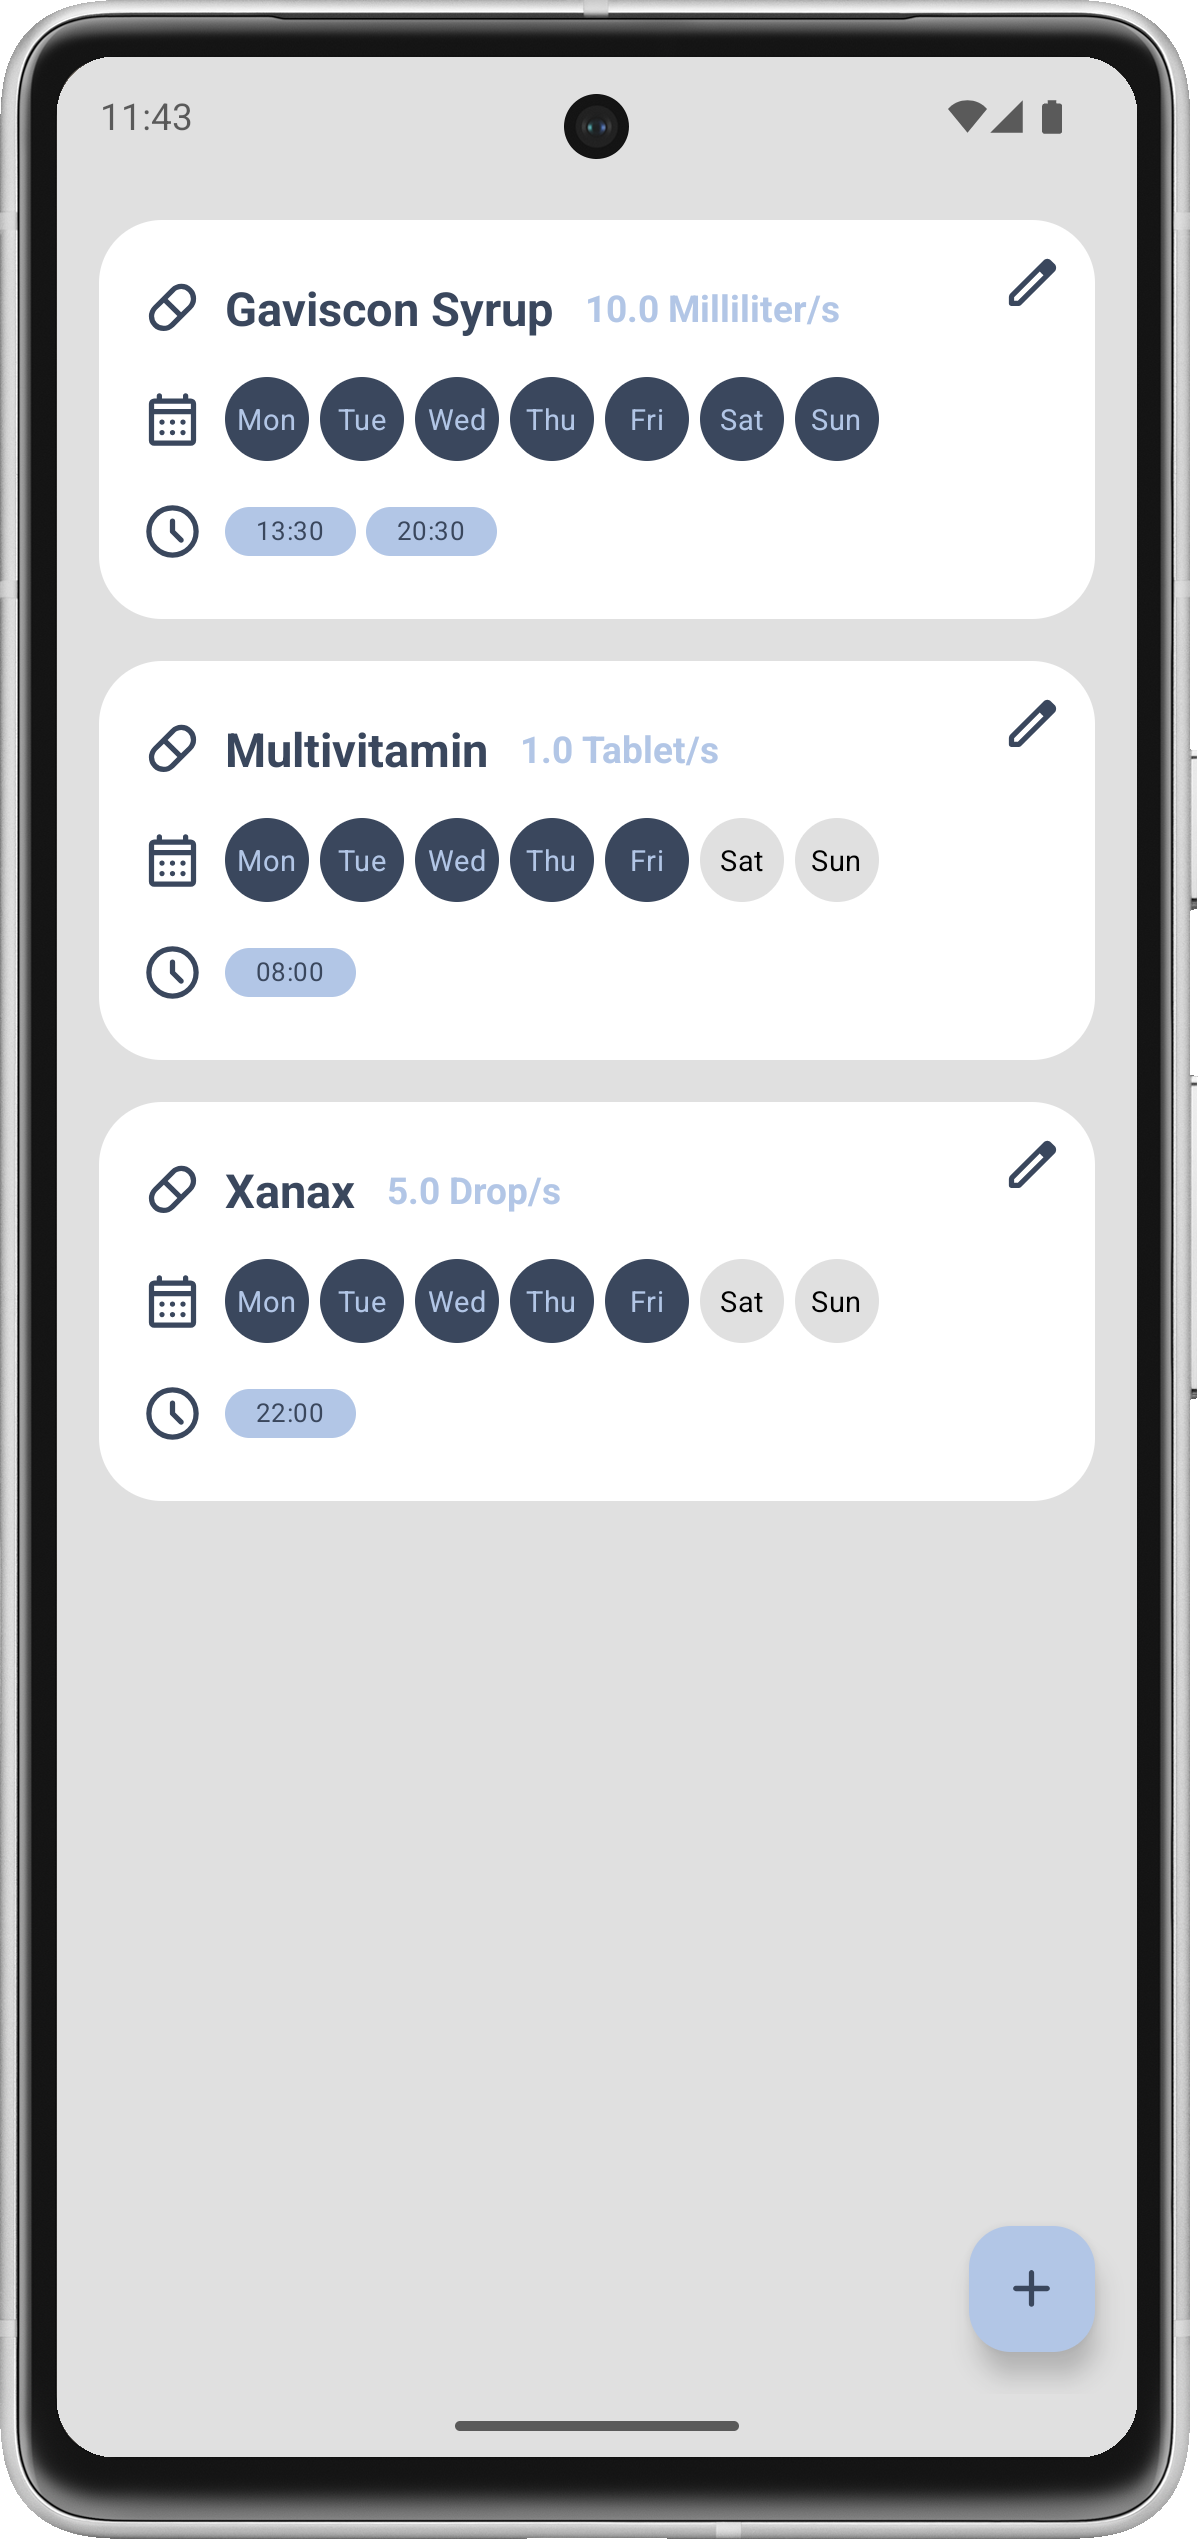 11:43
Gaviscon Syrup 10.0 Milliliter/s
Mon Tue Wed Thu Fri Sat Sun
13:30 20:30
Multivitamin 1.0 Tablet/s
Mon Tue Wed Thu Fri Sat Sun
08:00
Xanax 5.0 Drop/s
Mon Tue Wed Thu Fri Sat Sun
22:00